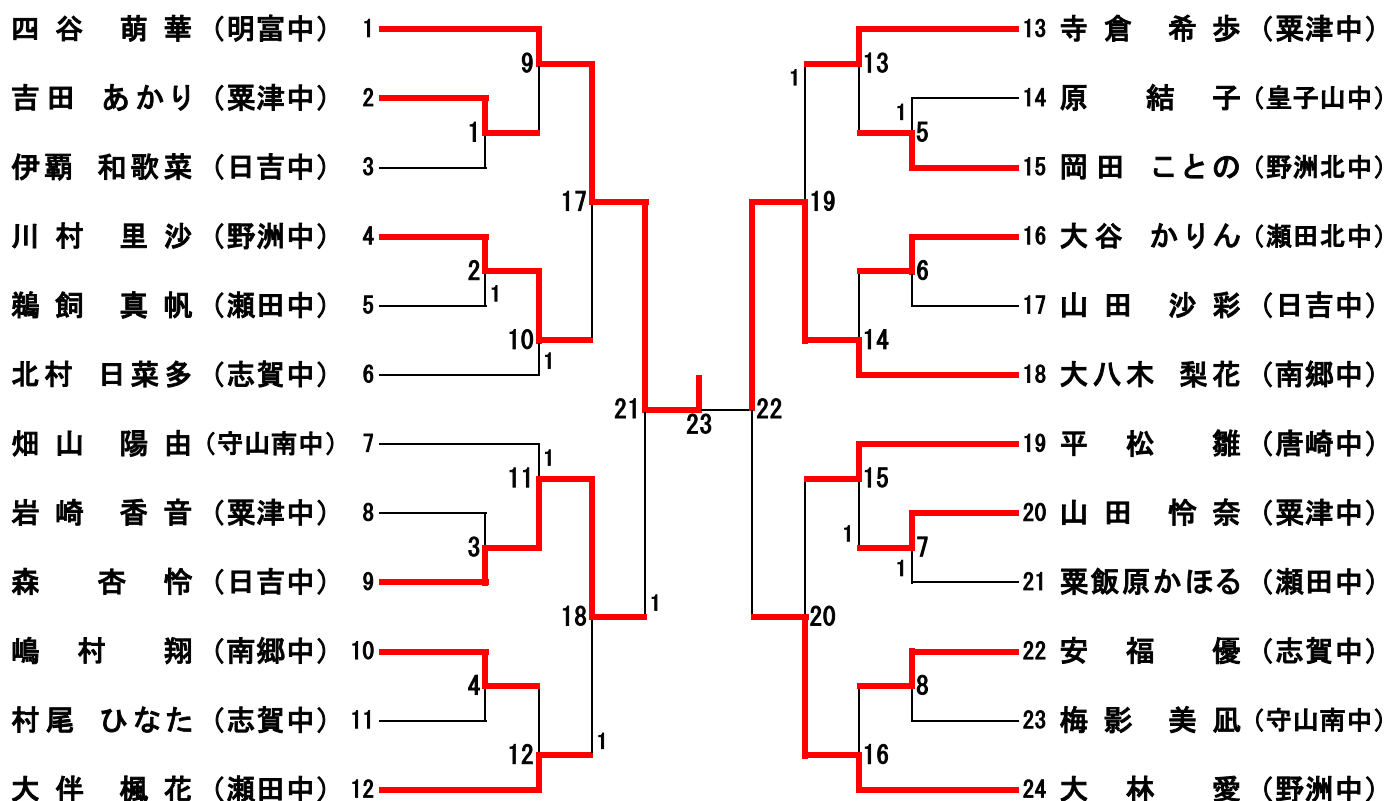 四谷 萌華 (明富中) 1
吉田 あかり (粟津中) 2
伊覇 和歌菜 (日吉中) 3
川村 里沙 (野洲中) 4
鵜飼 真帆 (瀬田中) 5
北村 日菜多 (志賀中) 6
畑山 陽由 (守山南中) 7
岩崎 香音 (粟津中) 8
森 杏怜 (日吉中) 9
嶋村 翔 (南郷中) 10
村尾 ひなた (志賀中) 11
大伴 楓花 (瀬田中) 12
9
1
2
1
10
1
17
1
11
3
18
4
12
1
21
1
23
22
1
19
20
13
1
5
6
14
15
1
7
1
8
16
13 寺倉 希歩 (粟津中)
14 原 結子 (皇子山中)
15 岡田 ことの (野洲北中)
16 大谷 かりん (瀬田北中)
17 山田 沙彩 (日吉中)
18 大八木 梨花 (南郷中)
19 平松 雛 (唐崎中)
20 山田 怜奈 (粟津中)
21 粟飯原かほる (瀬田中)
22 安福 優 (志賀中)
23 梅影 美凪 (守山南中)
24 大林 愛 (野洲中)